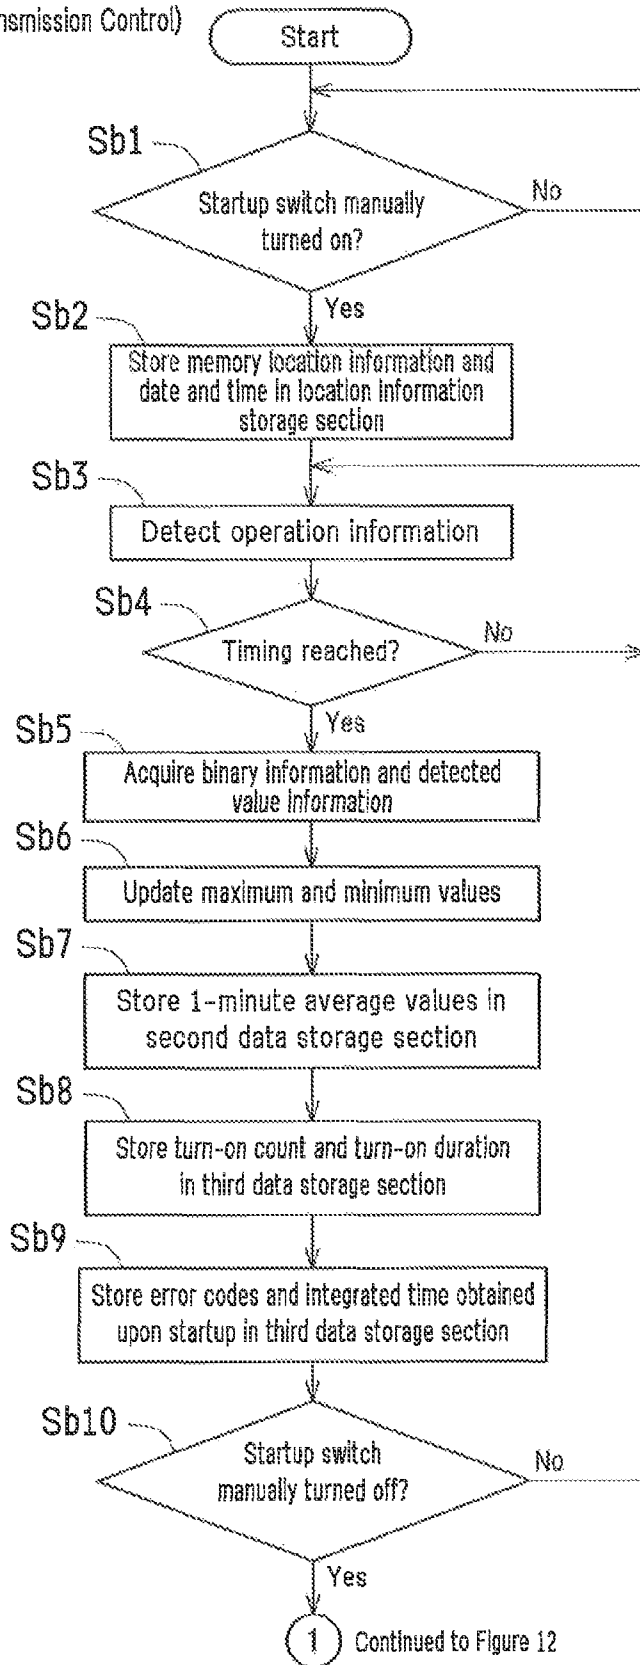 nsmission Control)
Start
Sb1
Startup switch manually
turned on?
No
Yes
Sb2
Store memory location information and
date and time in location information
storage section
Sb3
Detect operation information
Sb4
Timing reached?
No
Yes
Sb5
Acquire binary information and detected
value information
Sb6
Update maximum and minimum values
Sb7
Store 1-minute average values in
second data storage section
Sb8
Store turn-on count and turn-on duration
in third data storage section
Sb9
Store error codes and integrated time obtained
upon startup in third data storage section
Sb10
Startup switch
manually turned off?
No
Yes
1 Continued to Figure 12